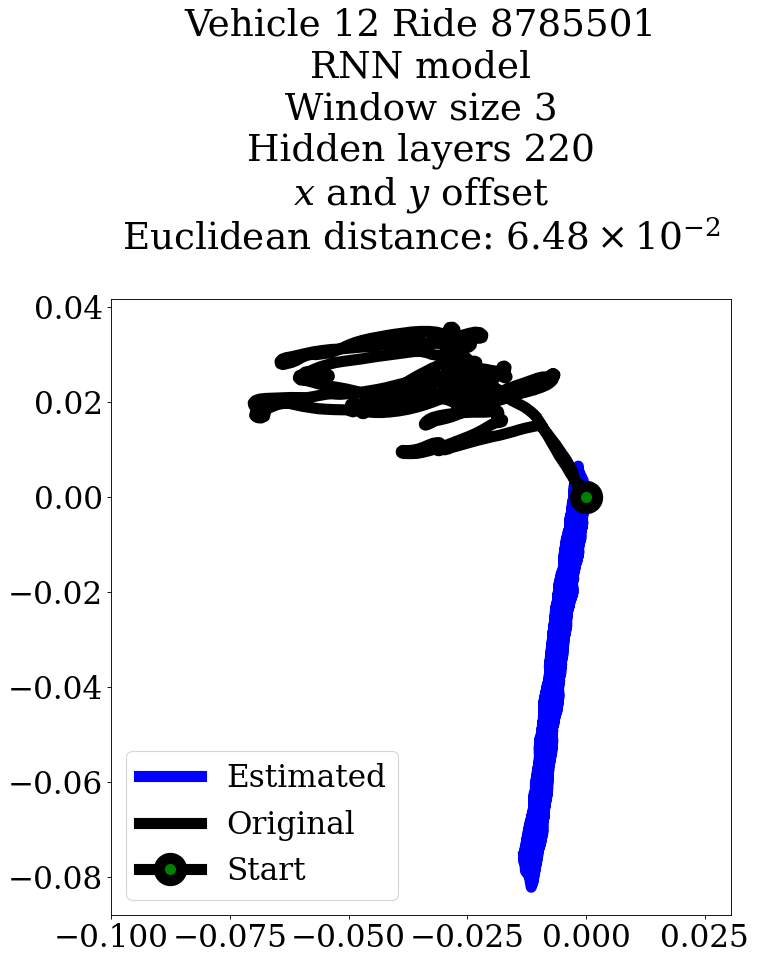 Vehicle 12 Ride 8785501
RNN model
Window size 3
Hidden layers 220
x and y offset
Euclidean distance: 6.48 × 10⁻²
0.04
0.02
0.00
−0.02
−0.04
−0.06
−0.08
Estimated
Original
Start
−0.100 −0.075 −0.050 −0.025 0.000 0.025